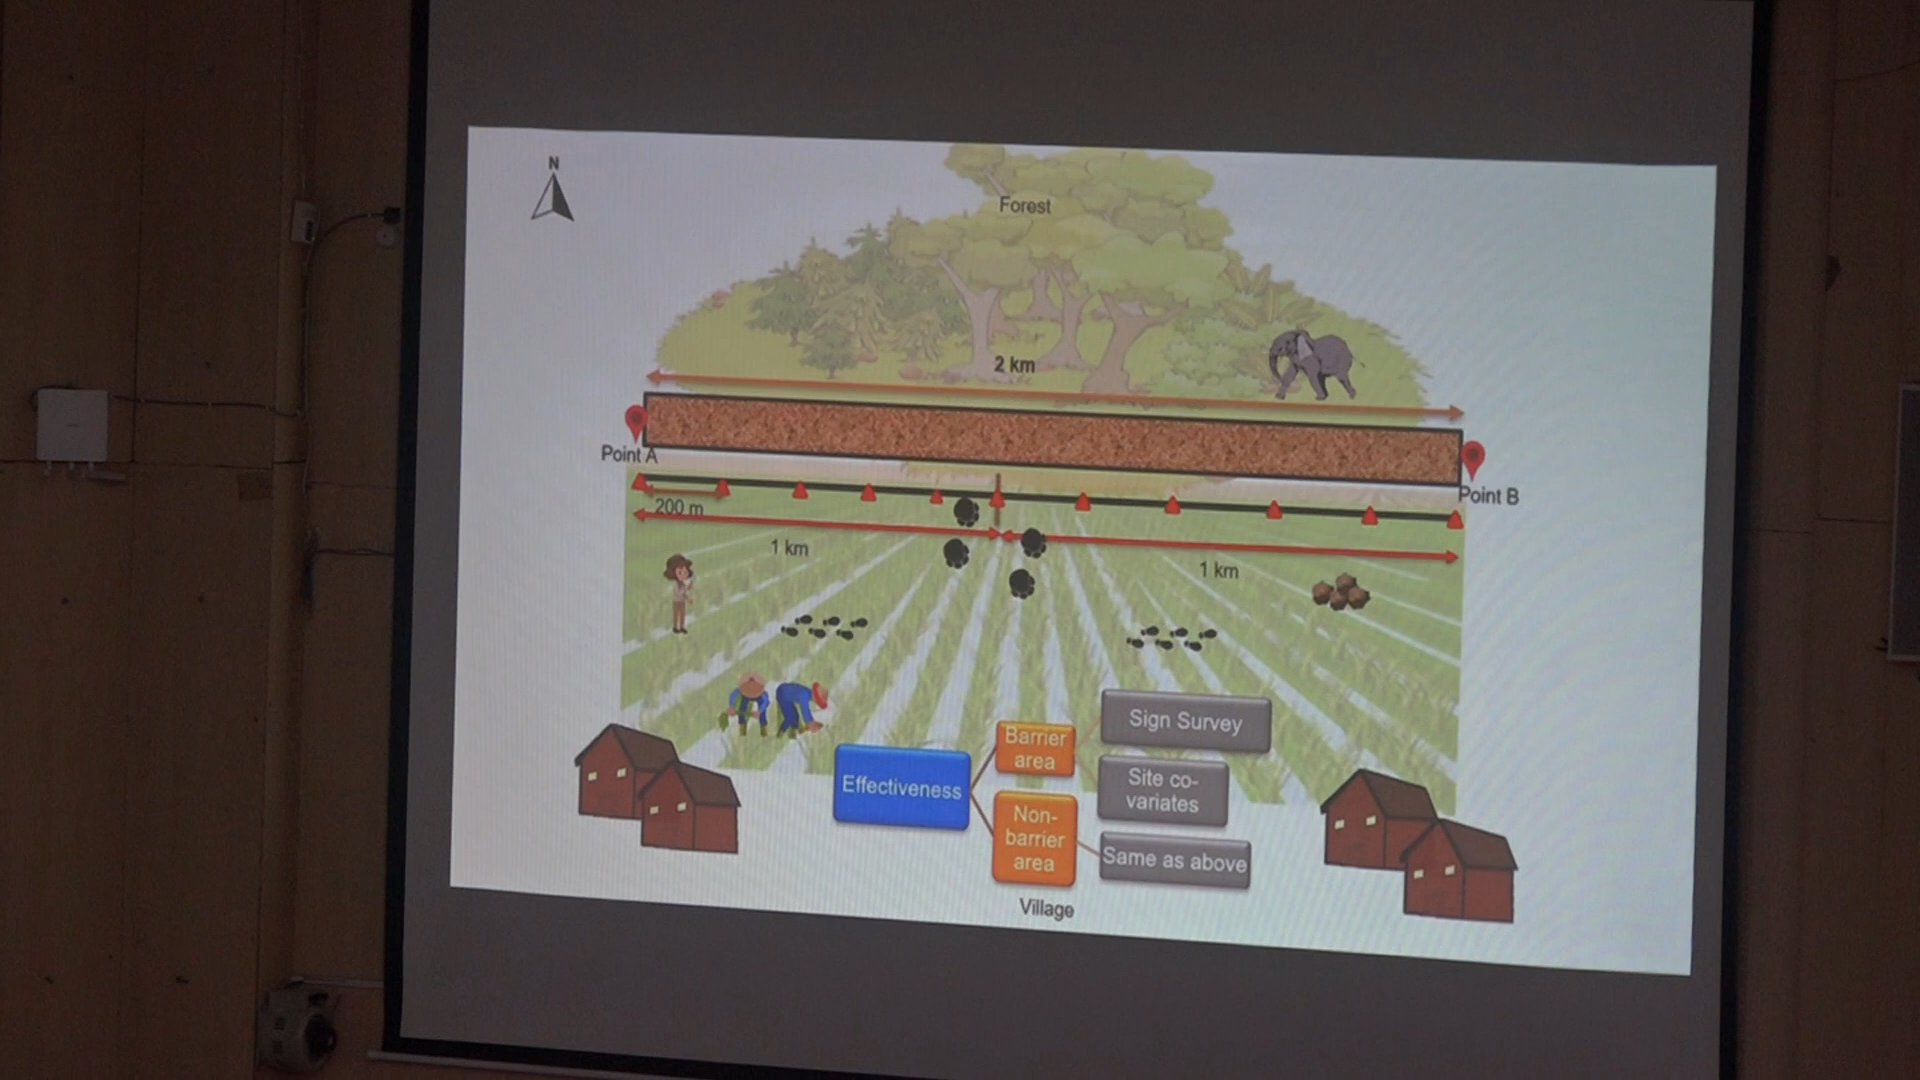 N
Forest
2 km
Point A
Point B
200 m
1 km
1 km
Sign Survey
Barrier
area
Effectiveness
Site co-
variates
Non-
barrier
area
Same as above
Village